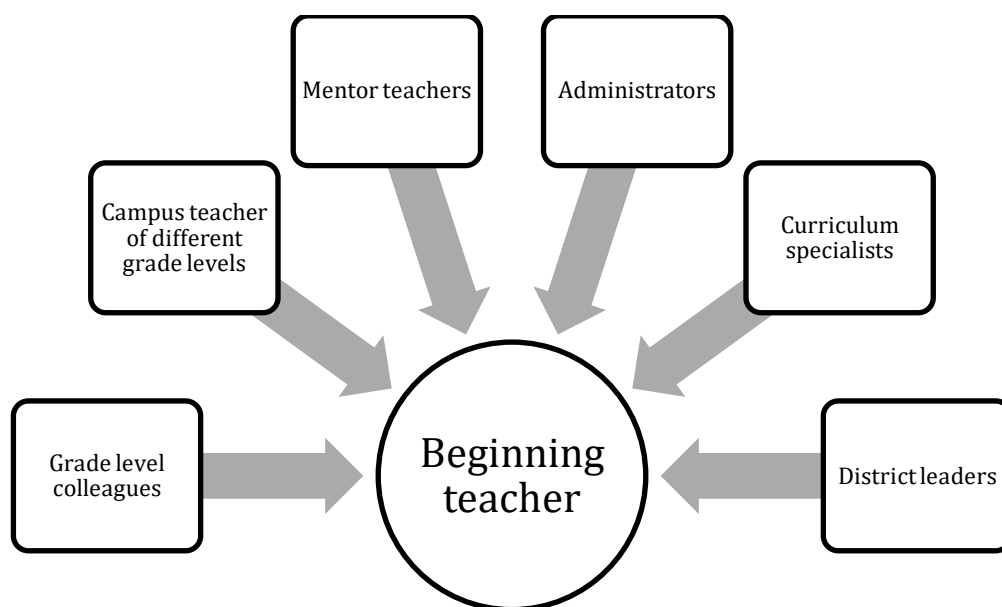 Mentor teachers
Administrators
Campus teacher
of different
grade levels
Curriculum
specialists
Grade level
colleagues
Beginning
teacher
District leaders